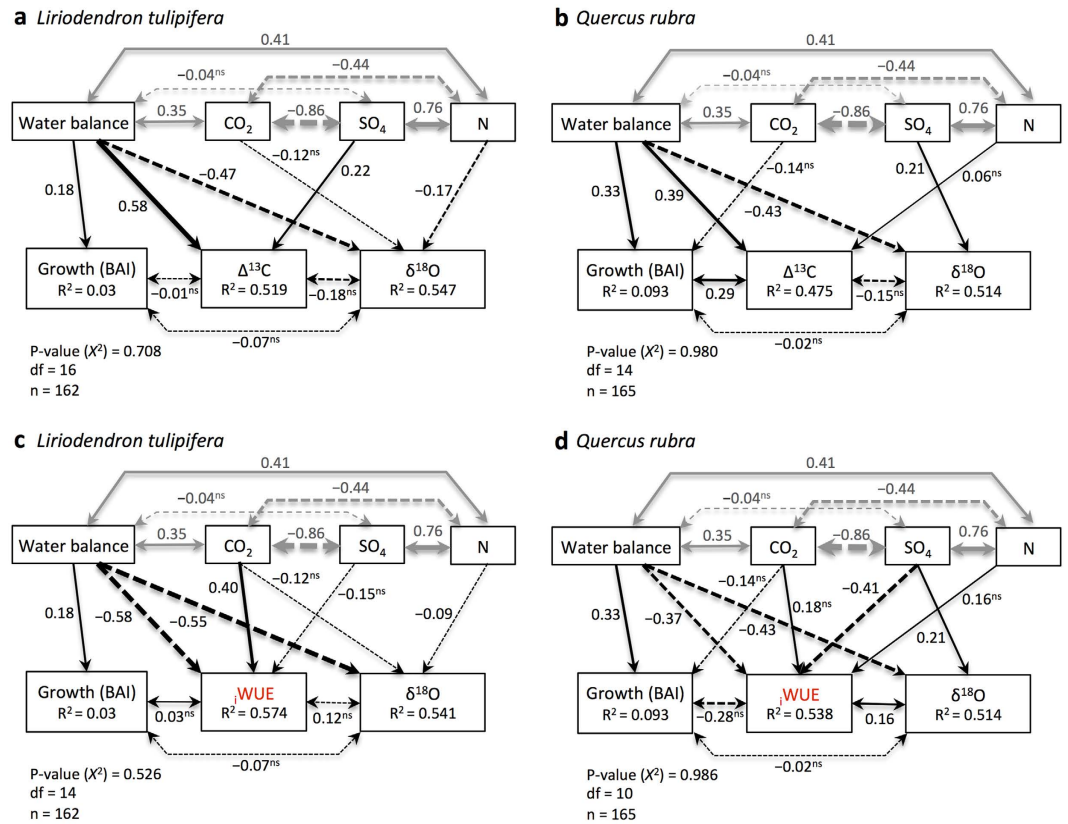 a Liriodendron tulipifera
0.41
−0.44
−0.04ns
Water balance
0.35
CO2
−0.86
SO4
0.76
N
−0.12ns
−0.47
0.22
−0.17
0.18
0.58
Growth (BAI)
R2 = 0.03
−0.01ns
Δ13C
R2 = 0.519
−0.18ns
δ18O
R2 = 0.547
−0.07ns
P-value (X2) = 0.708
df = 16
n = 162
b Quercus rubra
0.41
−0.44
−0.04ns
Water balance
0.35
CO2
−0.86
SO4
0.76
N
−0.14ns
0.21
0.06ns
0.33
0.39
−0.43
Growth (BAI)
R2 = 0.093
0.29
Δ13C
R2 = 0.475
−0.15ns
δ18O
R2 = 0.514
−0.02ns
P-value (X2) = 0.980
df = 14
n = 165
c Liriodendron tulipifera
0.41
−0.44
−0.04ns
Water balance
0.35
CO2
−0.86
SO4
0.76
N
−0.12ns
0.40
−0.15ns
−0.09
0.18
−0.58
−0.55
Growth (BAI)
R2 = 0.03
0.03ns
iWUE
R2 = 0.574
0.12ns
δ18O
R2 = 0.541
−0.07ns
P-value (X2) = 0.526
df = 14
n = 162
d Quercus rubra
0.41
−0.44
−0.04ns
Water balance
0.35
CO2
−0.86
SO4
0.76
N
−0.14ns
−0.41
0.16ns
0.33
−0.37
0.18ns
−0.43
0.21
Growth (BAI)
R2 = 0.093
−0.28ns
iWUE
R2 = 0.538
0.16
δ18O
R2 = 0.514
−0.02ns
P-value (X2) = 0.986
df = 10
n = 165